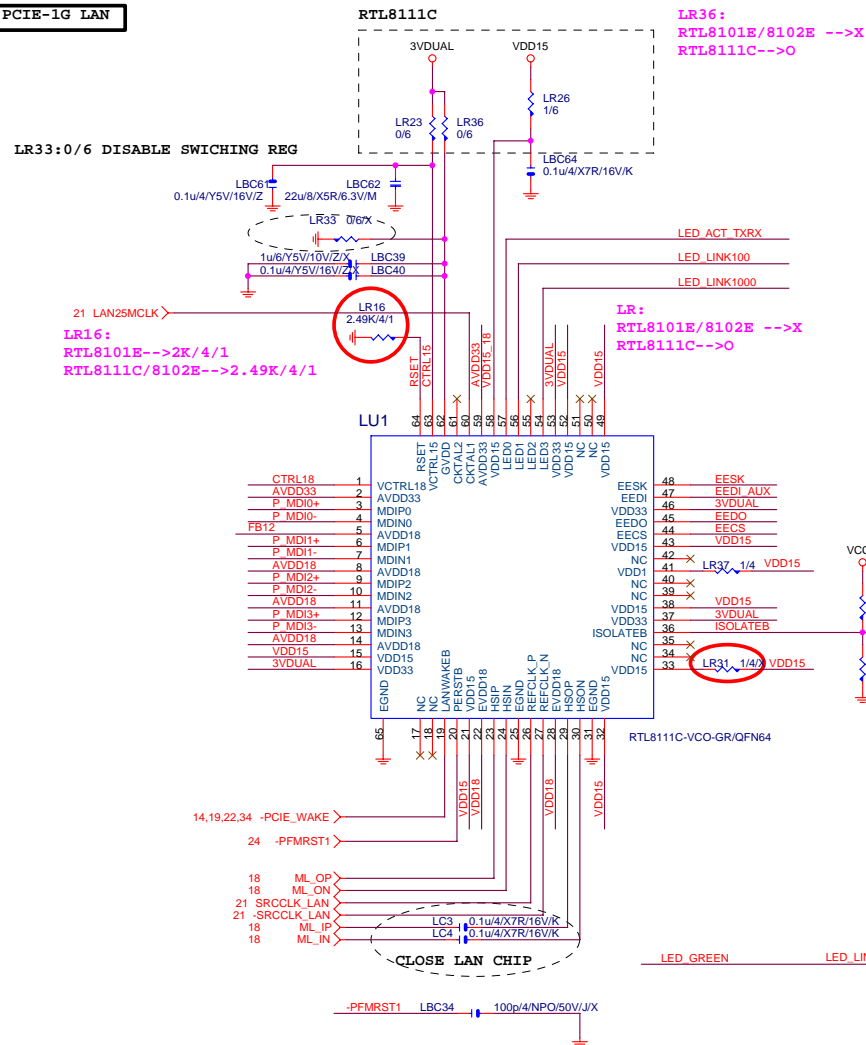 PCIE-1G LAN
RTL8111C
LR36:
RTL8101E/8102E -->X
RTL8111C-->O
3VDUAL
VDD15
LR26
1/6
LR23
0/6
LR36
0/6
LR33:0/6 DISABLE SWICHING REG
LBC64
0.1u/4/X7R/16V/K
LBC61
0.1u/4/Y5V/16V/Z
LBC62
22u/8/X5R/6.3V/M
LR33 0/6/X
LED_ACT_TXRX
1u/6/Y5V/10V/Z/X LBC39
0.1u/4/Y5V/16V/Z/X LBC40
LED_LINK100
LED_LINK1000
21 LAN25MCLK
LR16
2.49K/4/1
LR:
RTL8101E/8102E -->X
RTL8111C-->O
LR16:
RTL8101E-->2K/4/1
RTL8111C/8102E-->2.49K/4/1
RSET
CTRL15
AVDD33
VDD15_18
3VDUAL
VDD15
VDD15
LU1
64 63 62 61 60 59 58 57 56 55 54 53 52 51 50 49
RSET
VCTRL15
GVDD
CKTAL2
CKTAL1
AVDD33
VDD15
LED0
LED1
LED2
LED3
VDD33
VDD15
NC
NC
VDD15
CTRL18 1 VCTRL18
AVDD33 2 AVDD33
P_MDI0+ 3 MDIP0
P_MDI0- 4 MDIN0
FB12 5 AVDD18
P_MDI1+ 6 MDIP1
P_MDI1- 7 MDIN1
AVDD18 8 AVDD18
P_MDI2+ 9 MDIP2
P_MDI2- 10 MDIN2
AVDD18 11 AVDD18
P_MDI3+ 12 MDIP3
P_MDI3- 13 MDIN3
AVDD18 14 AVDD18
VDD15 15 VDD15
3VDUAL 16 VDD33
EESK 48 EESK
EEDI 47 EEDI_AUX
VDD33 46 3VDUAL
EEDO 45 EEDO
EECS 44 EECS
VDD15 43 VDD15
NC 42
VDD1 41 LR37 1/4 VDD15
NC 40
NC 39
VDD15 38 VDD15
VDD33 37 3VDUAL
ISOLATEB 36 ISOLATEB
NC 35
NC 34
VDD15 33 LR31 1/4/X VDD15
VCC
EGND
NC
NC
LANWAKEB
PERSTB
VDD15
EVDD18
HSIP
HSIN
EGND
REFCLK_P
REFCLK_N
EVDD18
HSOP
HSON
EGND
VDD15
65 17 18 19 20 21 22 23 24 25 26 27 28 29 30 31 32
RTL8111C-VCO-GR/QFN64
VDD15
VDD18
VDD18
VDD15
14,19,22,34 -PCIE_WAKE
24 -PFMRST1
18 ML_OP
18 ML_ON
21 SRCCLK_LAN
21 -SRCCLK_LAN
18 ML_IP
18 ML_IN
LC3 0.1u/4/X7R/16V/K
LC4 0.1u/4/X7R/16V/K
CLOSE LAN CHIP
LED_GREEN
LED_LIN
-PFMRST1 LBC34 100p/4/NPO/50V/J/X